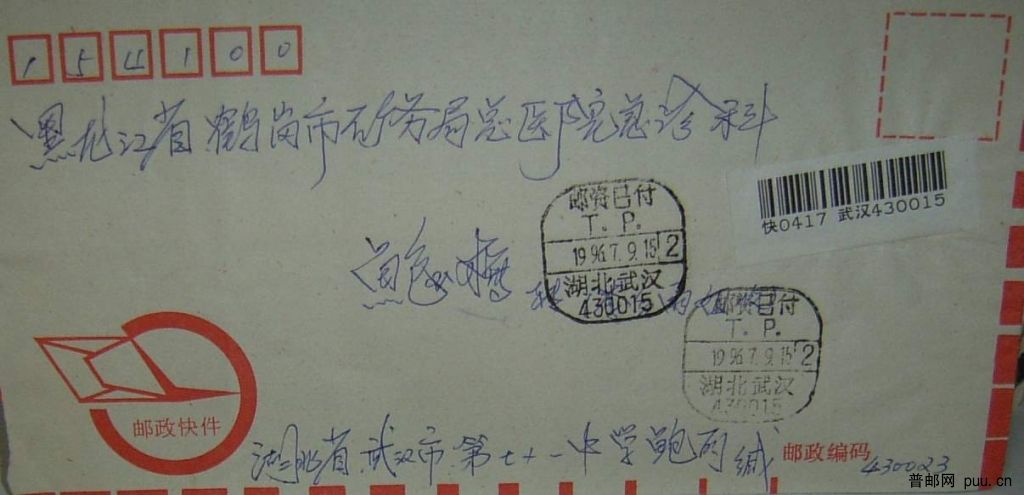 154100
黑龙江省鹤岗市矿务局总医院急诊科
快0417 武汉430015
邮资已付
T. P.
1996.7.9.15 2
湖北武汉
430015
邮资已付
T. P.
1996.7.9.15 2
湖北武汉
430015
邮政快件
湖北省武汉市第七十一中学鲍 缄
邮政编码 430023
普邮网 puu.cn